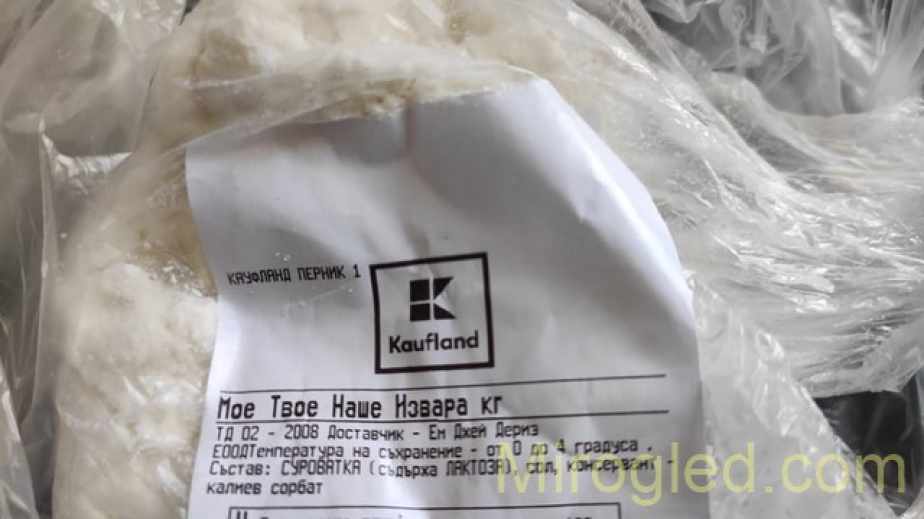 КАУФЛАНД ПЕРНИК 1
Kaufland
Мое Твое Наше Извара кг
ТД 02 - 2008 Доставчик - Ем Джей Дериз
ЕООДТемпература на съхранение - от 0 до 4 градуса .
Състав: СУРОВАТКА (съдърха ЛАКТОЗА), сол, консервант -
калиев сорбат
Mirogled.com